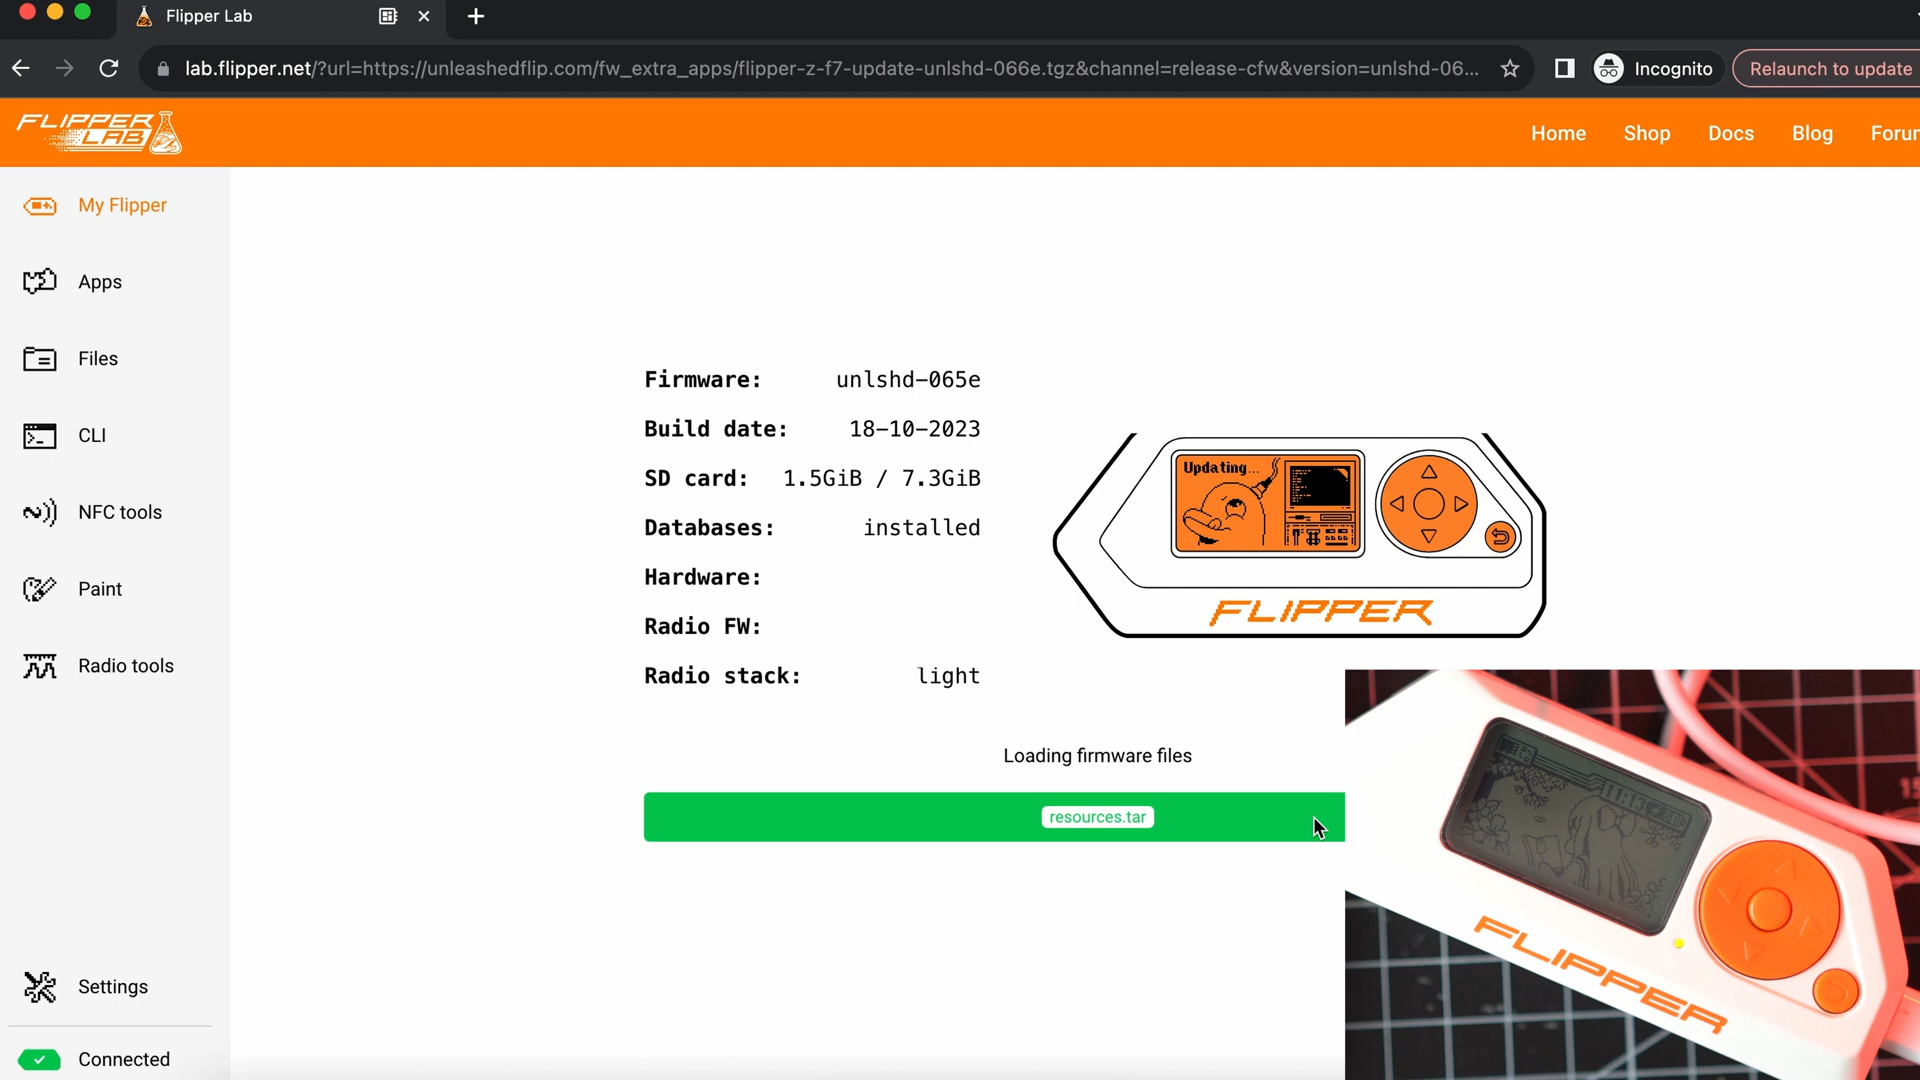 Flipper Lab
lab.flipper.net/?url=https://unleashedflip.com/fw_extra_apps/flipper-z-f7-update-unlshd-066e.tgz&channel=release-cfw&version=unlshd-06...
Incognito
Relaunch to update
FLIPPER
LAB
Home
Shop
Docs
Blog
Forum
My Flipper
Apps
Files
CLI
NFC tools
Paint
Radio tools
Settings
Connected
Firmware: unlshd-065e
Build date: 18-10-2023
SD card: 1.5GiB / 7.3GiB
Databases: installed
Hardware:
Radio FW:
Radio stack: light
Updating...
FLIPPER
Loading firmware files
resources.tar
11:13
FLIPPER